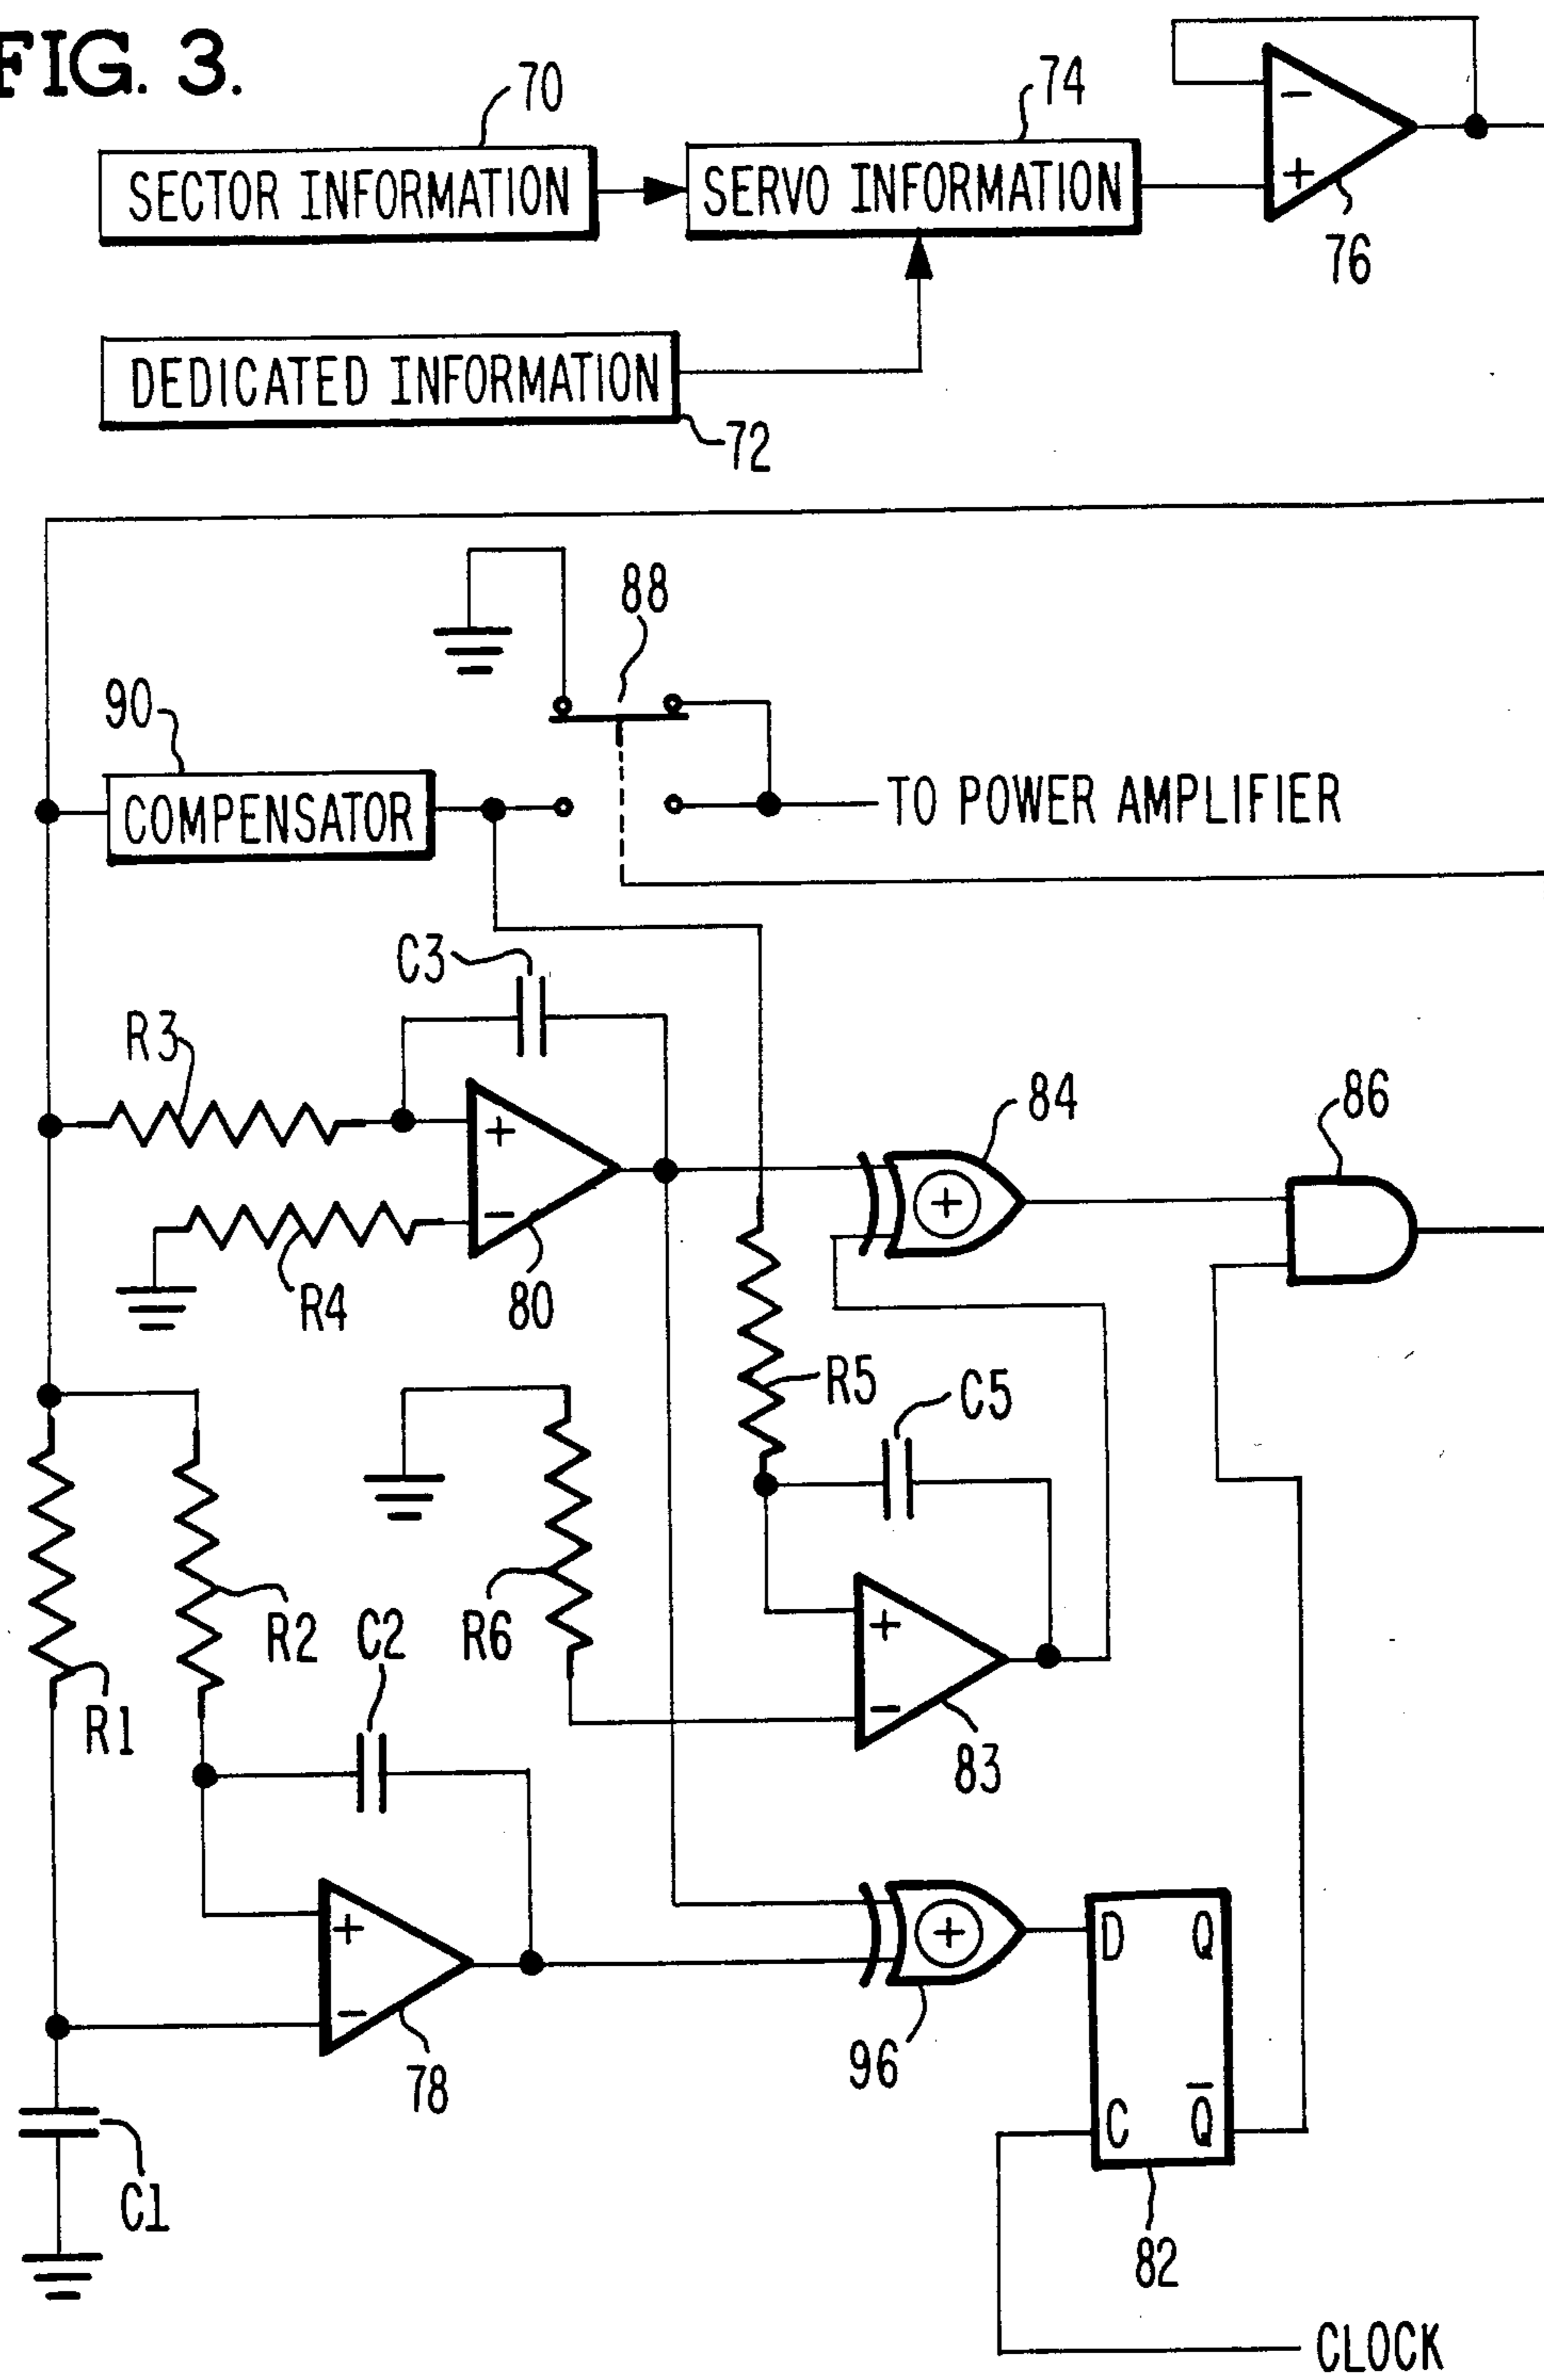 FIG. 3.
70
74
SECTOR INFORMATION
SERVO INFORMATION
−
+
76
DEDICATED INFORMATION
72
88
90
COMPENSATOR
TO POWER AMPLIFIER
C3
R3
84
86
+
+
−
R4
80
R5
C5
R6
R2
C2
R1
+
−
83
+
−
78
+
96
D Q
C Q̅
82
C1
CLOCK